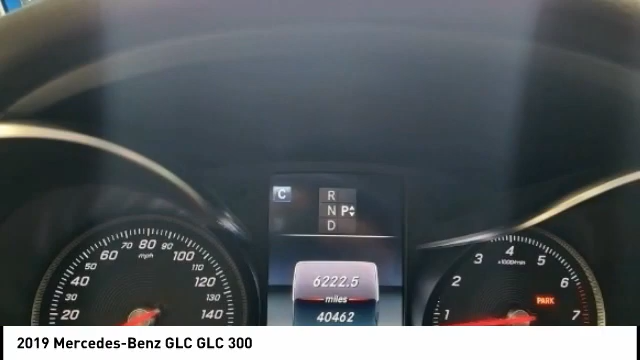 C
R
N P
D
80
70 90
60 100
50 110
40 120
30 130
20 140
mph
6222.5
miles
40462
4
3 5
2 6
1 7
x1000/min
PARK
2019 Mercedes-Benz GLC GLC 300